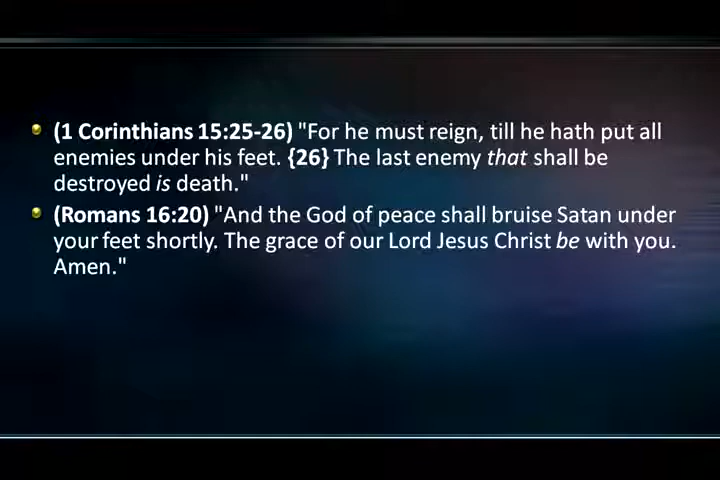 (1 Corinthians 15:25-26) "For he must reign, till he hath put all
enemies under his feet. {26} The last enemy that shall be
destroyed is death."
(Romans 16:20) "And the God of peace shall bruise Satan under
your feet shortly. The grace of our Lord Jesus Christ be with you.
Amen."